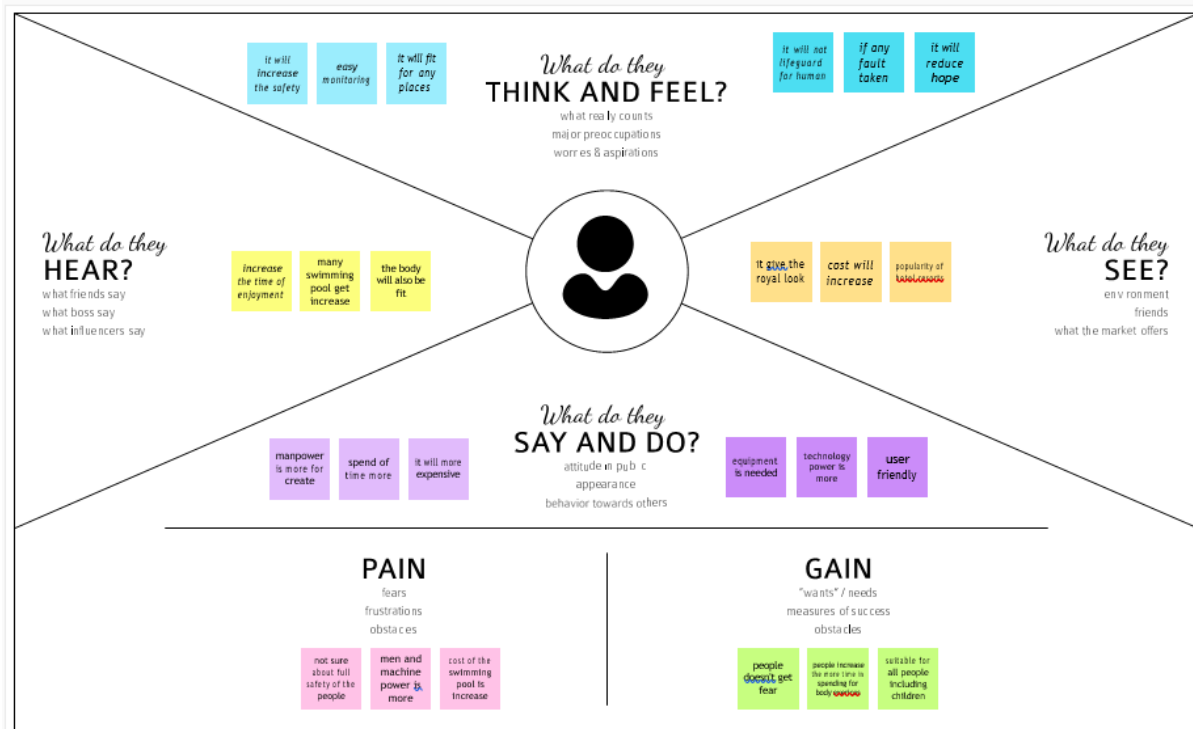 it will
increase
the safety
easy
monitoring
it will fit
for any
places
What do they
THINK AND FEEL?
what really counts
major preoccupations
worries & aspirations
it will not
lifeguard
for human
if any
fault
taken
it will
reduce
hope
What do they
HEAR?
what friends say
what boss say
what influencers say
increase
the time of
enjoyment
many
swimming
pool get
increase
the body
will also be
fit
it give the
royal look
cost will
increase
popularity of
What do they
SEE?
environment
friends
what the market offers
What do they
SAY AND DO?
attitude in public
appearance
behavior towards others
manpower
is more for
create
spend of
time more
it will more
expensive
equipment
is needed
technology
power is
more
user
friendly
PAIN
fears
frustrations
obstacles
not sure
about full
safety of the
people
men and
machine
power is
more
cost of the
swimming
pool is
increase
GAIN
"wants" / needs
measures of success
obstacles
people
doesn't get
fear
people increase
the more time is
spending for
body
suitable for
all people
including
children